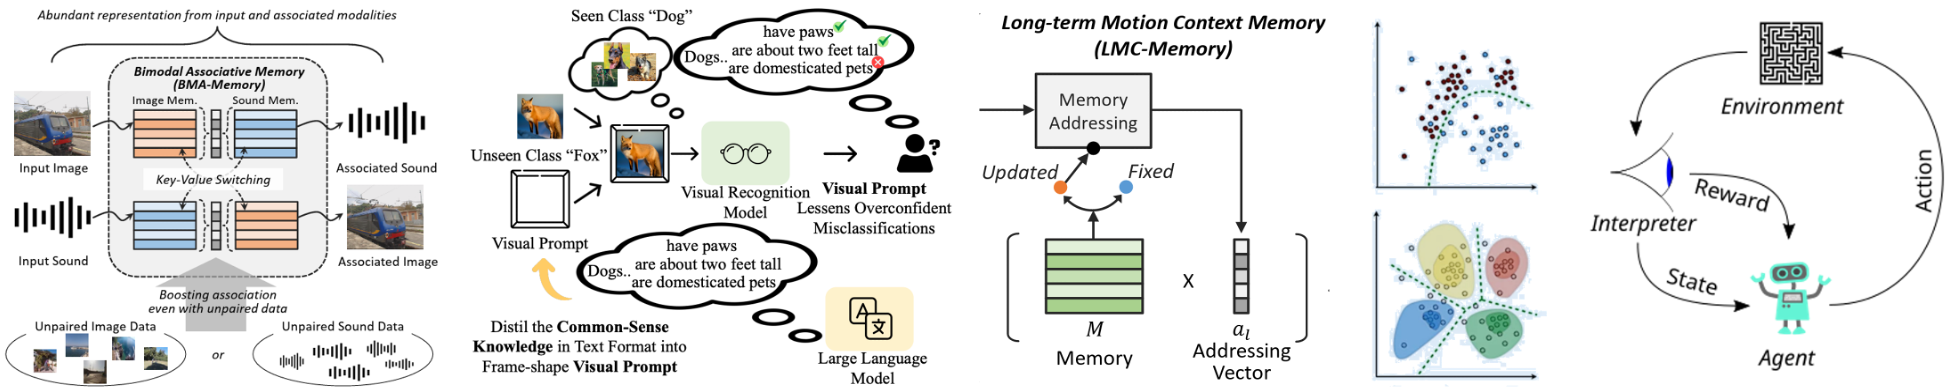 Abundant representation from input and associated modalities
Bimodal Associative Memory
(BMA-Memory)
Image Mem.
Sound Mem.
Input Image
Associated Sound
Key-Value Switching
Input Sound
Associated Image
Boosting association
even with unpaired data
Unpaired Image Data
or
Unpaired Sound Data
Seen Class “Dog”
have paws
Dogs.. are about two feet tall
are domesticated pets
Unseen Class “Fox”
Visual Prompt
Visual Recognition
Model
?
Visual Prompt
Lessens Overconfident
Misclassifications
have paws
Dogs.. are about two feet tall
are domesticated pets
Distil the Common-Sense
Knowledge in Text Format into
Frame-shape Visual Prompt
A 文
Large Language
Model
Long-term Motion Context Memory
(LMC-Memory)
Memory
Addressing
Updated
Fixed
M
Memory
X
a_l
Addressing
Vector
Environment
Interpreter
Reward
State
Action
Agent